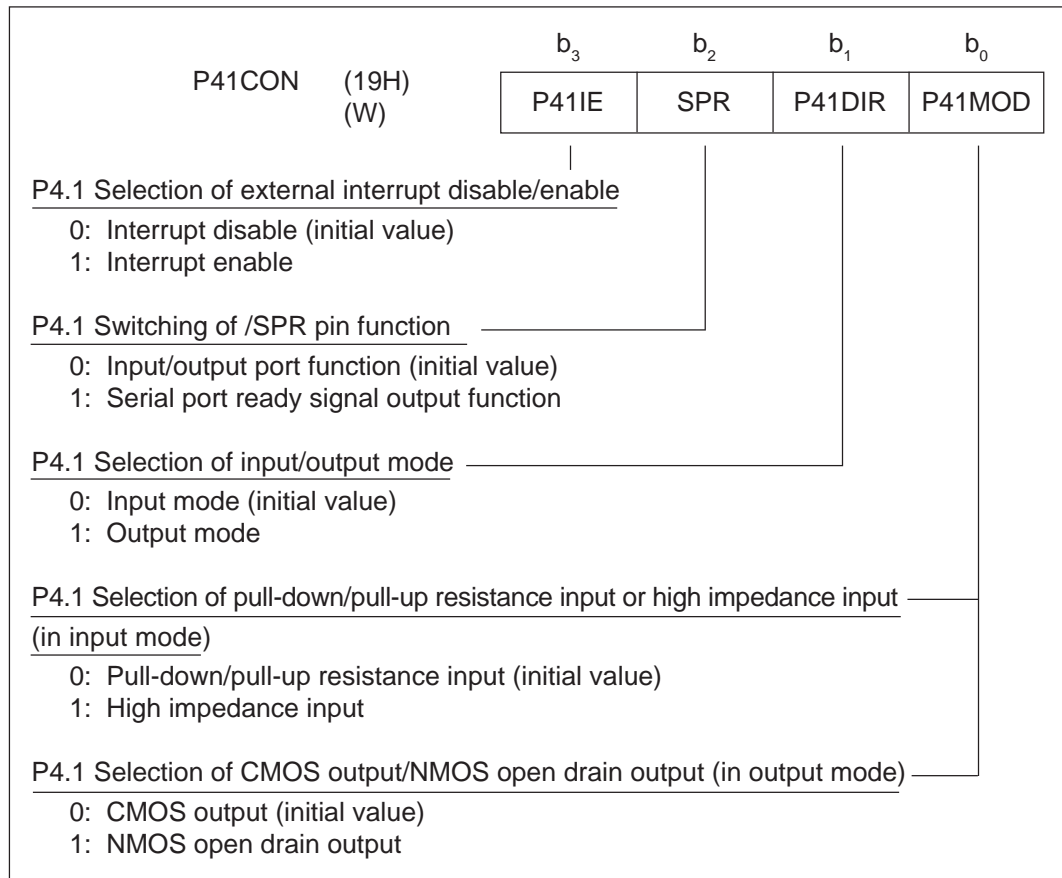 b3 b2 b1 b0
P41CON (19H)
(W)
P41IE SPR P41DIR P41MOD
P4.1 Selection of external interrupt disable/enable
0: Interrupt disable (initial value)
1: Interrupt enable
P4.1 Switching of /SPR pin function
0: Input/output port function (initial value)
1: Serial port ready signal output function
P4.1 Selection of input/output mode
0: Input mode (initial value)
1: Output mode
P4.1 Selection of pull-down/pull-up resistance input or high impedance input
(in input mode)
0: Pull-down/pull-up resistance input (initial value)
1: High impedance input
P4.1 Selection of CMOS output/NMOS open drain output (in output mode)
0: CMOS output (initial value)
1: NMOS open drain output